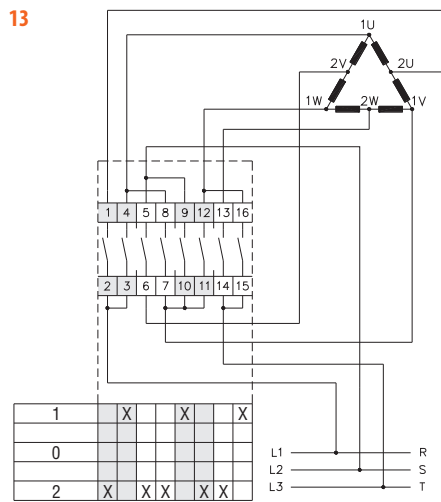 13
1U
2V 2U
1W 2W 1V
1 4 5 8 9 12 13 16
2 3 6 7 10 11 14 15
1 X X X
0
2 X X X X X X
L1 R
L2 S
L3 T